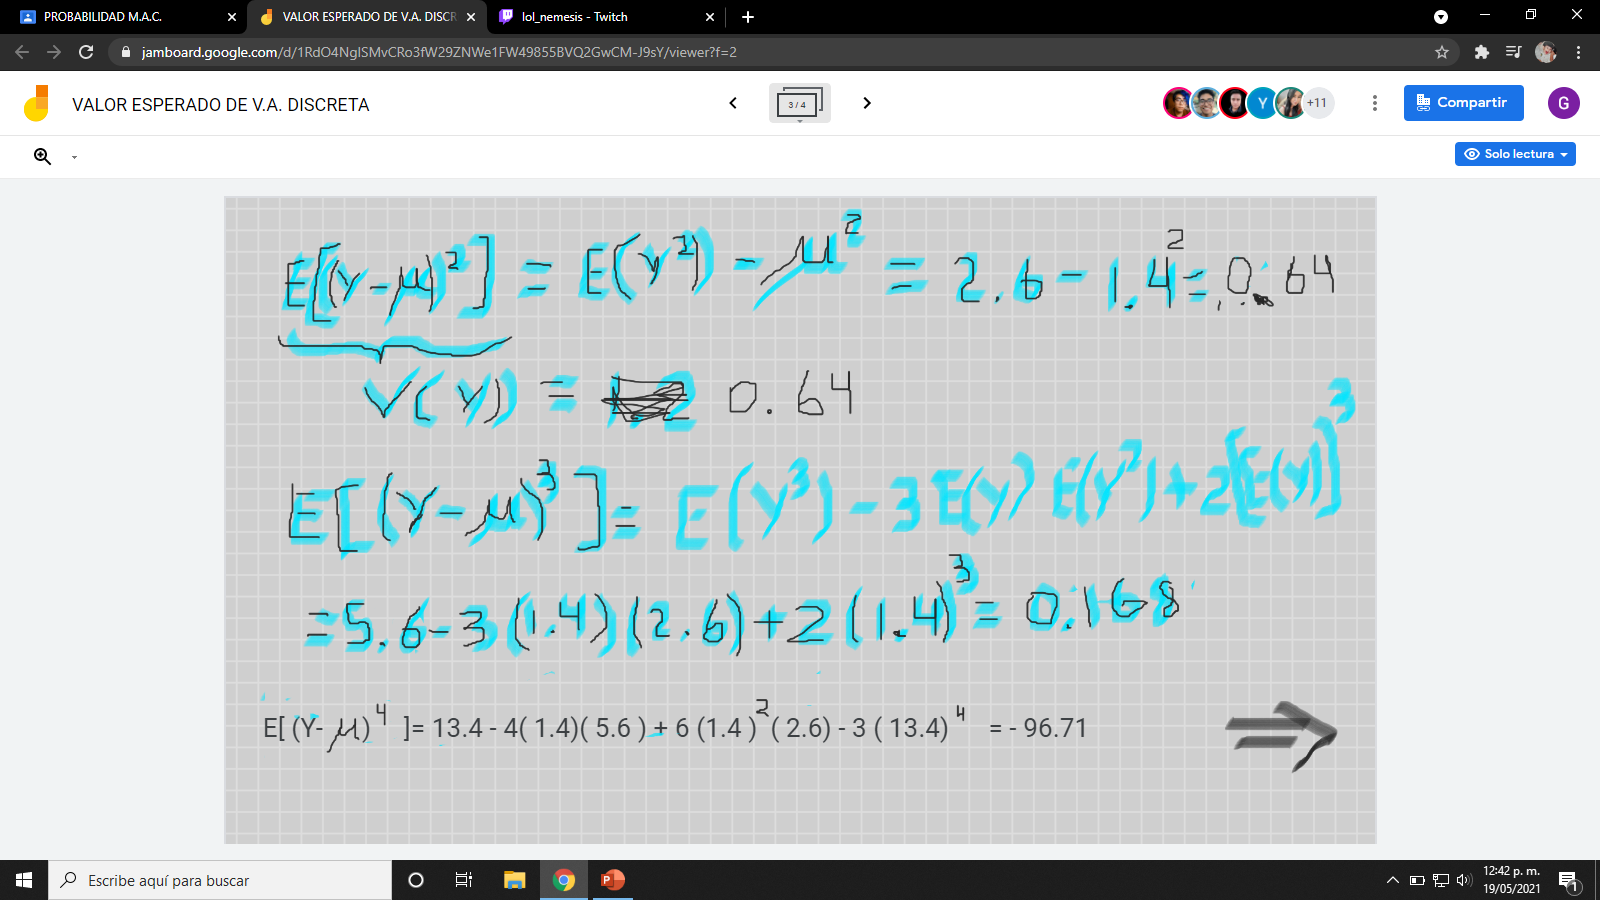 PROBABILIDAD M.A.C.
VALOR ESPERADO DE V.A. DISCR
lol_nemesis - Twitch
jamboard.google.com/d/1RdO4NglSMvCRo3fW29ZNWe1FW49855BVQ2GwCM-J9sY/viewer?f=2
VALOR ESPERADO DE V.A. DISCRETA
3 / 4
Y
+11
Compartir
G
Solo lectura
E[(Y-μ)²] = E(Y²) - μ² = 2.6 - 1.4² = 0.64
V(Y) = 0.64
E[(Y-μ)³] = E(Y³) - 3E(Y) E(Y²) + 2[E(Y)]³
= 5.6 - 3(1.4)(2.6) + 2(1.4)³ = 0.168
E[ (Y- μ)⁴ ]= 13.4 - 4( 1.4)( 5.6 ) + 6 (1.4 )² ( 2.6) - 3 ( 13.4)⁴ = - 96.71
Escribe aquí para buscar
12:42 p. m.
19/05/2021
1